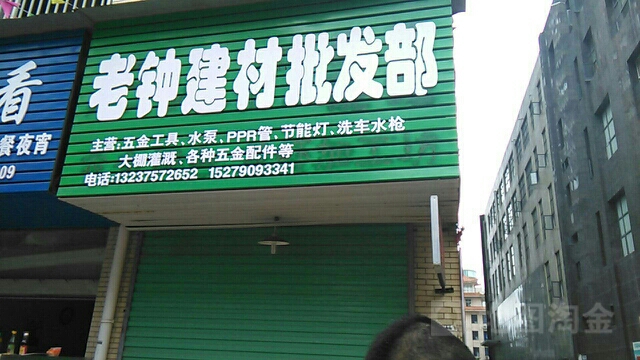 老钟建材批发部
主营:五金工具、水泵、PPR管、节能灯、洗车水枪
大棚灌溉、各种五金配件等
电话:13237572652 15279093341
看
餐夜宵
09
淘金